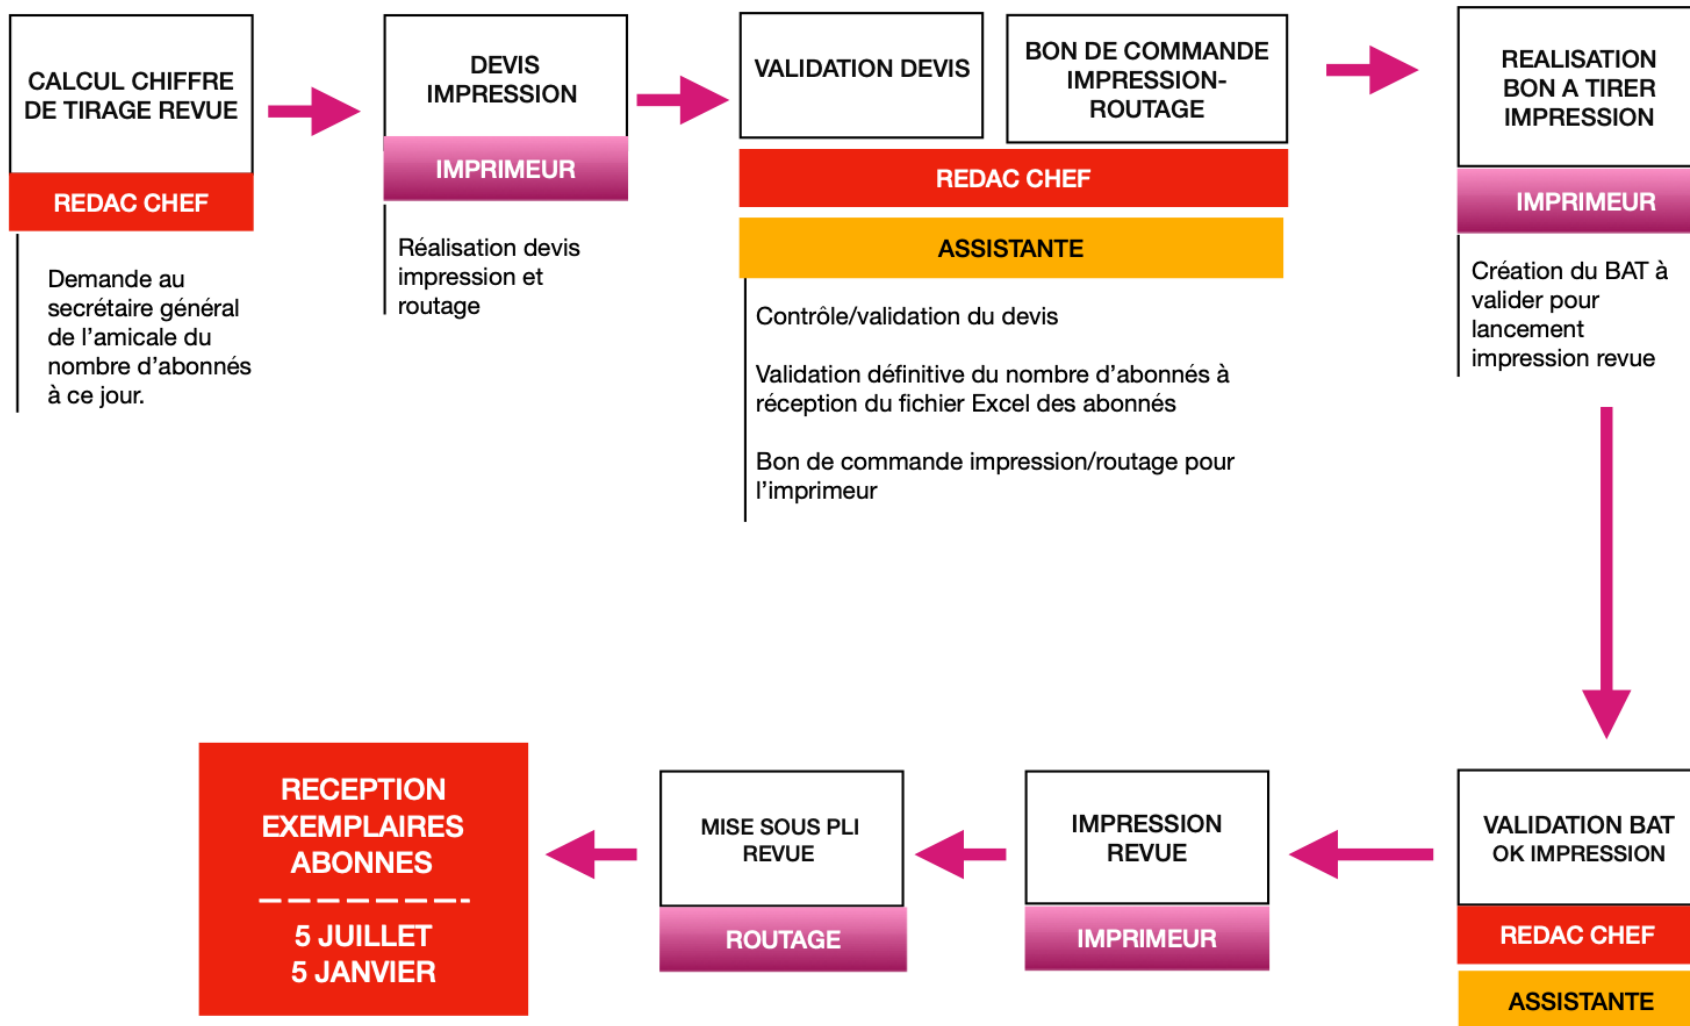 CALCUL CHIFFRE
DE TIRAGE REVUE
REDAC CHEF
Demande au
secrétaire général
de l'amicale du
nombre d'abonnés
à ce jour.
DEVIS
IMPRESSION
IMPRIMEUR
Réalisation devis
impression et
routage
VALIDATION DEVIS
BON DE COMMANDE
IMPRESSION-
ROUTAGE
REDAC CHEF
ASSISTANTE
Contrôle/validation du devis
Validation définitive du nombre d'abonnés à
réception du fichier Excel des abonnés
Bon de commande impression/routage pour
l'imprimeur
REALISATION
BON A TIRER
IMPRESSION
IMPRIMEUR
Création du BAT à
valider pour
lancement
impression revue
VALIDATION BAT
OK IMPRESSION
REDAC CHEF
ASSISTANTE
IMPRESSION
REVUE
IMPRIMEUR
MISE SOUS PLI
REVUE
ROUTAGE
RECEPTION
EXEMPLAIRES
ABONNES
5 JUILLET
5 JANVIER